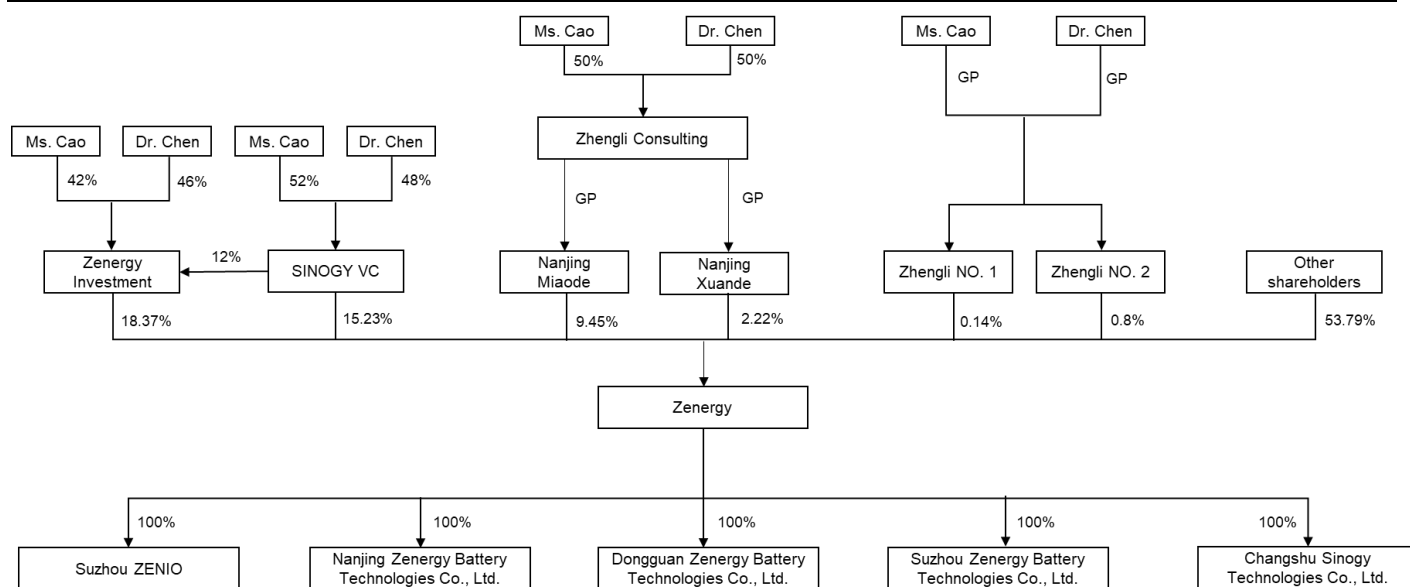 Ms. Cao
Dr. Chen
Ms. Cao
Dr. Chen
50%
50%
GP
GP
Ms. Cao
Dr. Chen
Ms. Cao
Dr. Chen
Zhengli Consulting
42%
46%
52%
48%
GP
GP
Zenergy
Investment
12%
SINOGY VC
Nanjing
Miaode
Nanjing
Xuande
Zhengli NO. 1
Zhengli NO. 2
Other
shareholders
18.37%
15.23%
9.45%
2.22%
0.14%
0.8%
53.79%
Zenergy
100%
100%
100%
100%
100%
Suzhou ZENIO
Nanjing Zenergy Battery
Technologies Co., Ltd.
Dongguan Zenergy Battery
Technologies Co., Ltd.
Suzhou Zenergy Battery
Technologies Co., Ltd.
Changshu Sinogy
Technologies Co., Ltd.